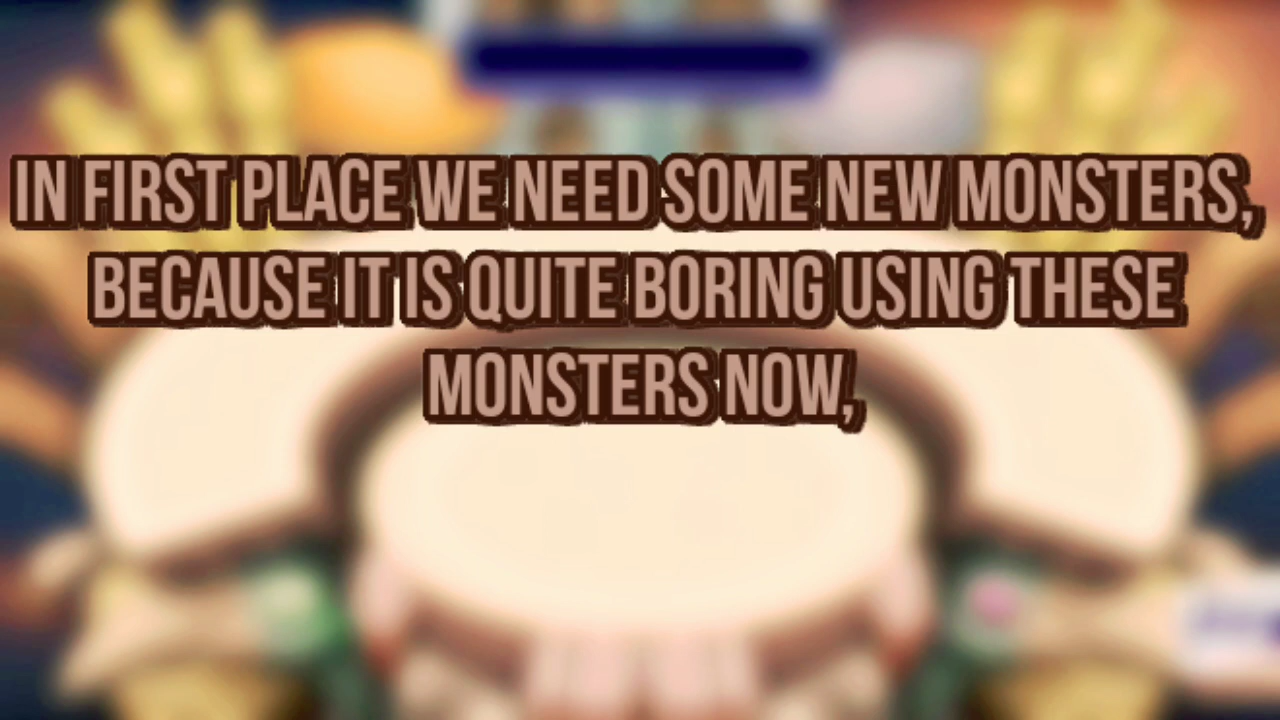 IN FIRST PLACE WE NEED SOME NEW MONSTERS,
BECAUSE IT IS QUITE BORING USING THESE
MONSTERS NOW,